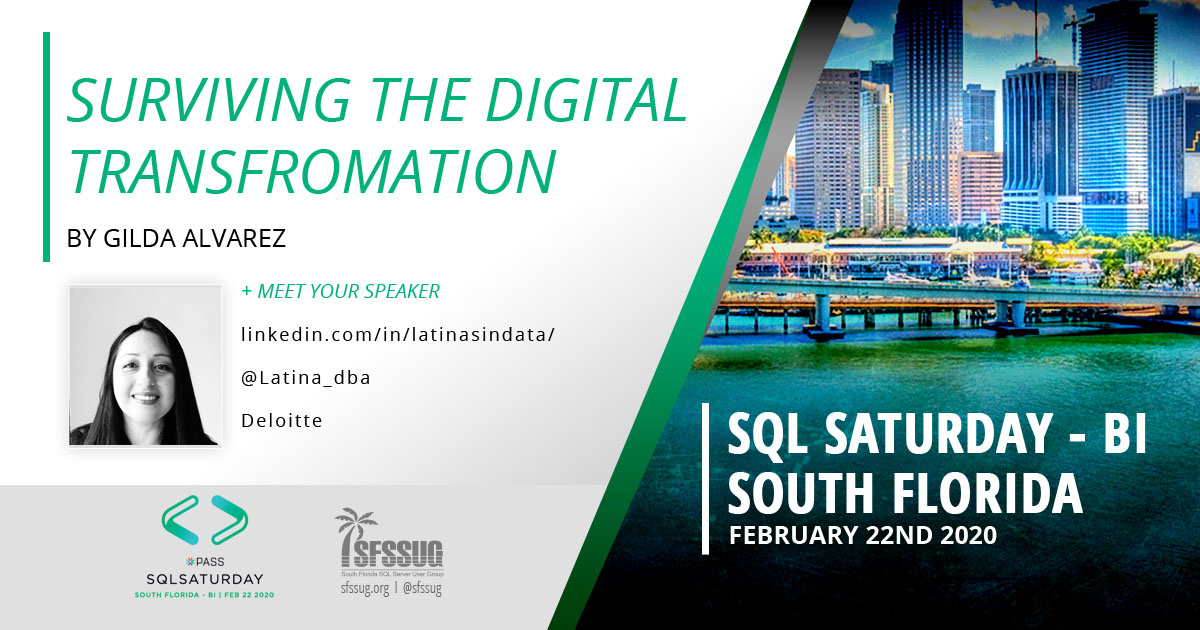 SURVIVING THE DIGITAL
TRANSFROMATION
BY GILDA ALVAREZ
+ MEET YOUR SPEAKER
linkedin.com/in/latinasindata/
@Latina_dba
Deloitte
PASS
SQLSATURDAY
SOUTH FLORIDA - BI | FEB 22 2020
SFSSUG
South Florida SQL Server User Group
sfssug.org | @sfssug
SQL SATURDAY - BI
SOUTH FLORIDA
FEBRUARY 22ND 2020